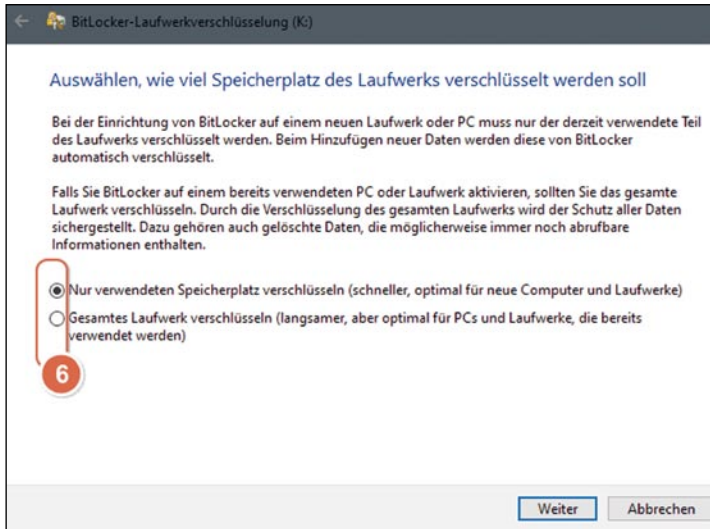 BitLocker-Laufwerkverschlüsselung (K:)
Auswählen, wie viel Speicherplatz des Laufwerks verschlüsselt werden soll
Bei der Einrichtung von BitLocker auf einem neuen Laufwerk oder PC muss nur der derzeit verwendete Teil
des Laufwerks verschlüsselt werden. Beim Hinzufügen neuer Daten werden diese von BitLocker
automatisch verschlüsselt.
Falls Sie BitLocker auf einem bereits verwendeten PC oder Laufwerk aktivieren, sollten Sie das gesamte
Laufwerk verschlüsseln. Durch die Verschlüsselung des gesamten Laufwerks wird der Schutz aller Daten
sichergestellt. Dazu gehören auch gelöschte Daten, die möglicherweise immer noch abrufbare
Informationen enthalten.
Nur verwendeten Speicherplatz verschlüsseln (schneller, optimal für neue Computer und Laufwerke)
Gesamtes Laufwerk verschlüsseln (langsamer, aber optimal für PCs und Laufwerke, die bereits
verwendet werden)
6
Weiter Abbrechen